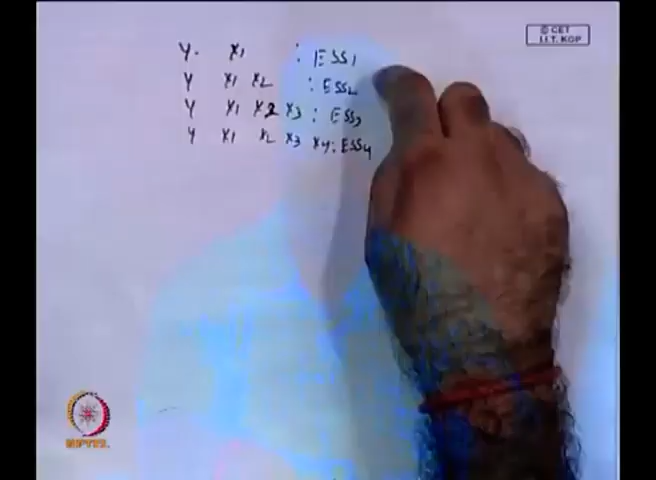 Y. X1 : ESS1
Y X1 X2 : ESS2
Y X1 X2 X3 : ESS3
Y X1 X2 X3 X4 : ESS4
© CET
I.I.T. KGP
NPTEL